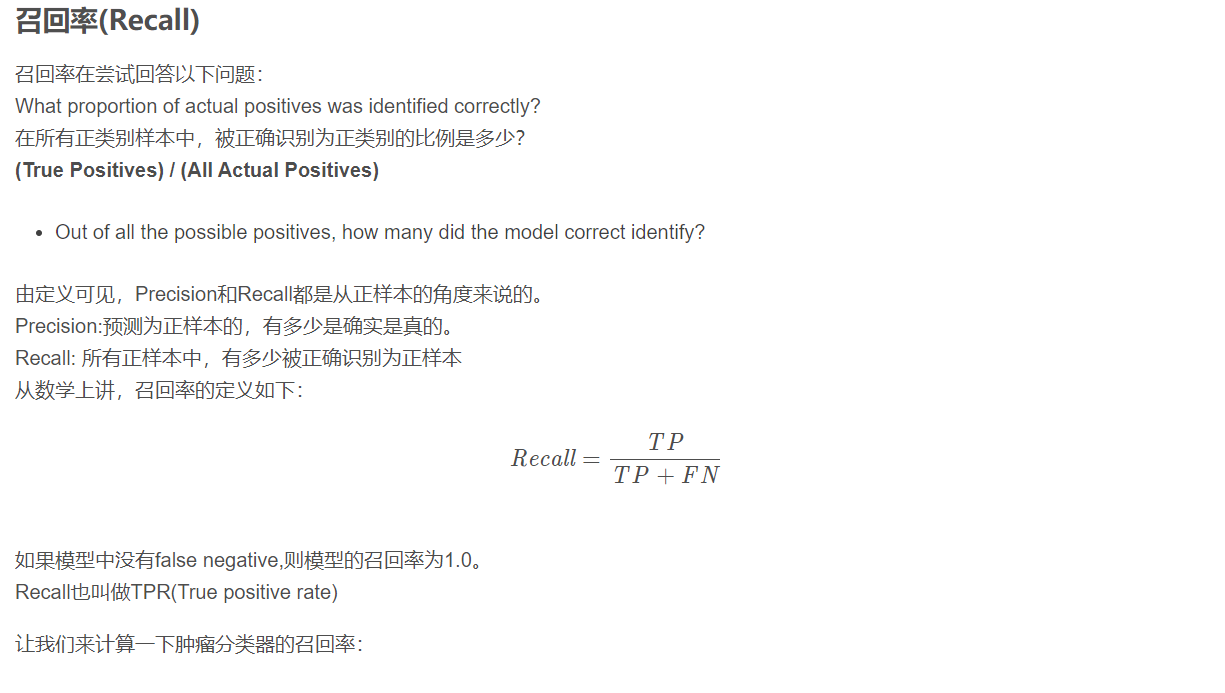 召回率(Recall)
召回率在尝试回答以下问题：
What proportion of actual positives was identified correctly?
在所有正类别样本中，被正确识别为正类别的比例是多少？
(True Positives) / (All Actual Positives)
• Out of all the possible positives, how many did the model correct identify?
由定义可见，Precision和Recall都是从正样本的角度来说的。
Precision:预测为正样本的，有多少是确实是真的。
Recall: 所有正样本中，有多少被正确识别为正样本
从数学上讲，召回率的定义如下：
Recall = TP / (TP + FN)
如果模型中没有false negative,则模型的召回率为1.0。
Recall也叫做TPR(True positive rate)
让我们来计算一下肿瘤分类器的召回率：